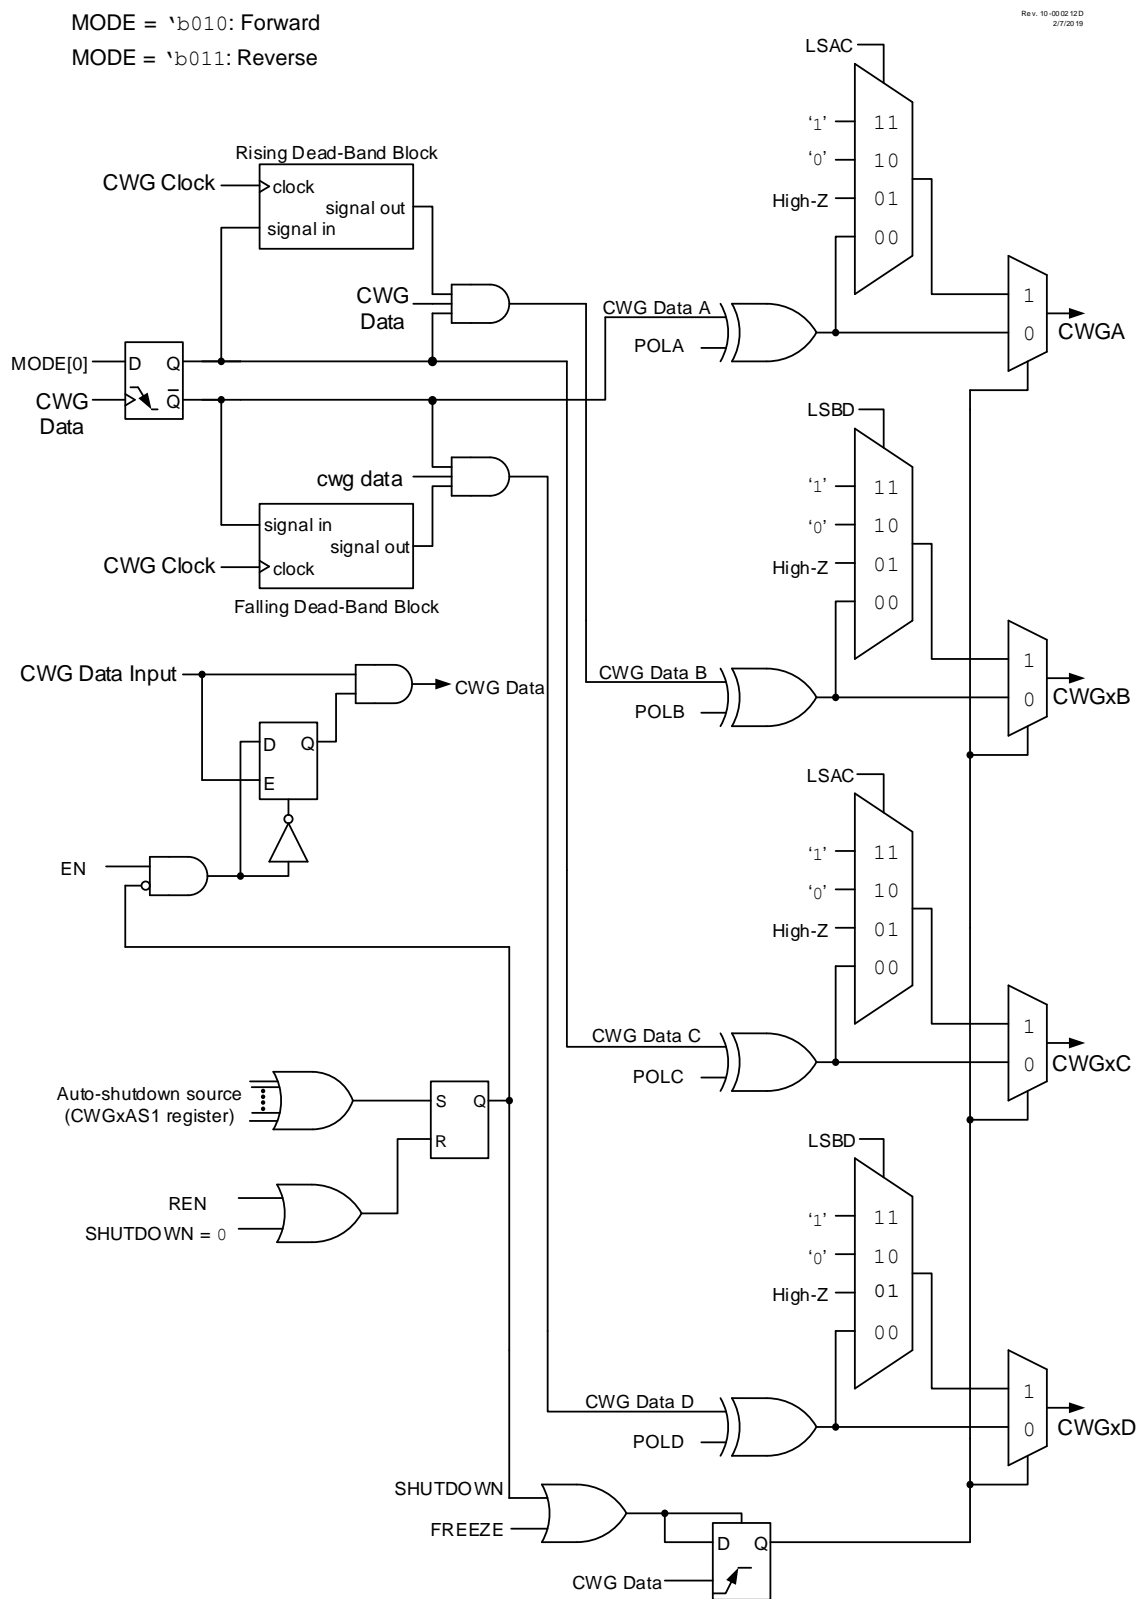 MODE = ‘b010: Forward
MODE = ‘b011: Reverse
Rev. 10-000212D
2/7/2019
LSAC
‘1’
11
‘0’
10
High-Z
01
00
1
0
CWGA
Rising Dead-Band Block
CWG Clock
clock
signal out
signal in
CWG
Data
CWG Data A
POLA
MODE[0]
D
Q
CWG
Data
Q
cwg data
signal in
signal out
CWG Clock
clock
Falling Dead-Band Block
LSBD
‘1’
11
‘0’
10
High-Z
01
00
1
0
CWGxB
CWG Data B
POLB
CWG Data Input
CWG Data
D
Q
E
EN
LSAC
‘1’
11
‘0’
10
High-Z
01
00
1
0
CWGxC
CWG Data C
POLC
Auto-shutdown source
(CWGxAS1 register)
S
Q
R
REN
SHUTDOWN = 0
LSBD
‘1’
11
‘0’
10
High-Z
01
00
1
0
CWGxD
CWG Data D
POLD
SHUTDOWN
FREEZE
D
Q
CWG Data